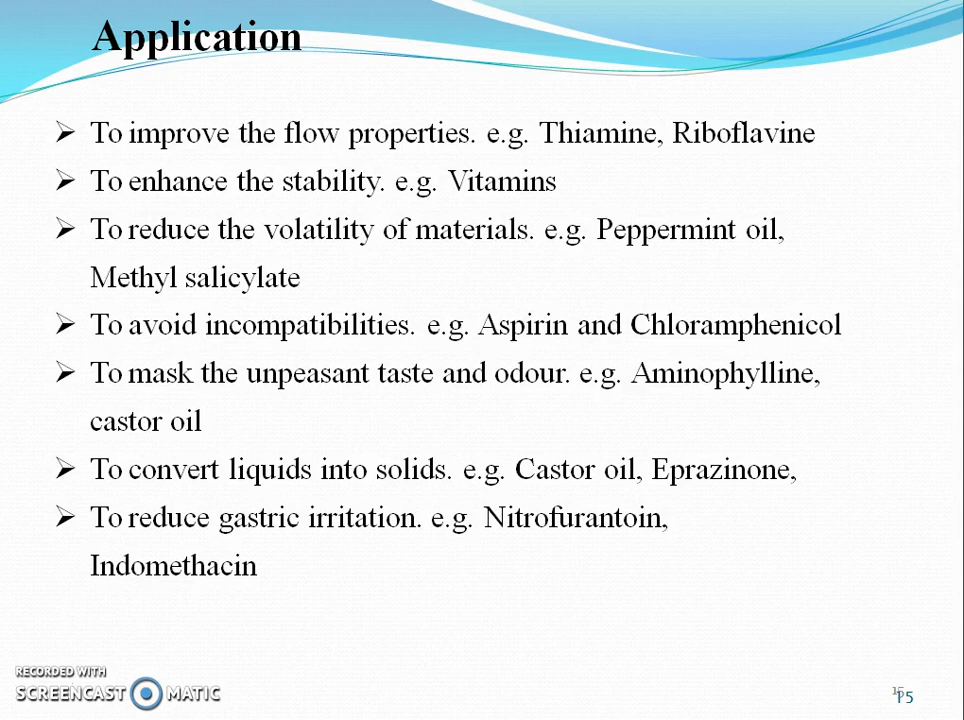 Application
To improve the flow properties. e.g. Thiamine, Riboflavine
To enhance the stability. e.g. Vitamins
To reduce the volatility of materials. e.g. Peppermint oil,
Methyl salicylate
To avoid incompatibilities. e.g. Aspirin and Chloramphenicol
To mask the unpeasant taste and odour. e.g. Aminophylline,
castor oil
To convert liquids into solids. e.g. Castor oil, Eprazinone,
To reduce gastric irritation. e.g. Nitrofurantoin,
Indomethacin
RECORDED WITH
SCREENCAST MATIC
15
15